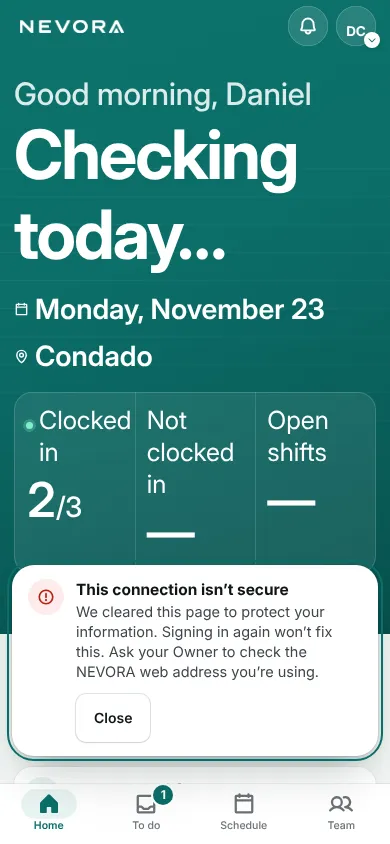 NEVORA
DC
Good morning, Daniel
Checking
today...
Monday, November 23
Condado
Clocked
in
2/3
Not
clocked
in
—
Open
shifts
—
This connection isn’t secure
We cleared this page to protect your
information. Signing in again won’t fix
this. Ask your Owner to check the
NEVORA web address you’re using.
Close
Home
1
To do
Schedule
Team